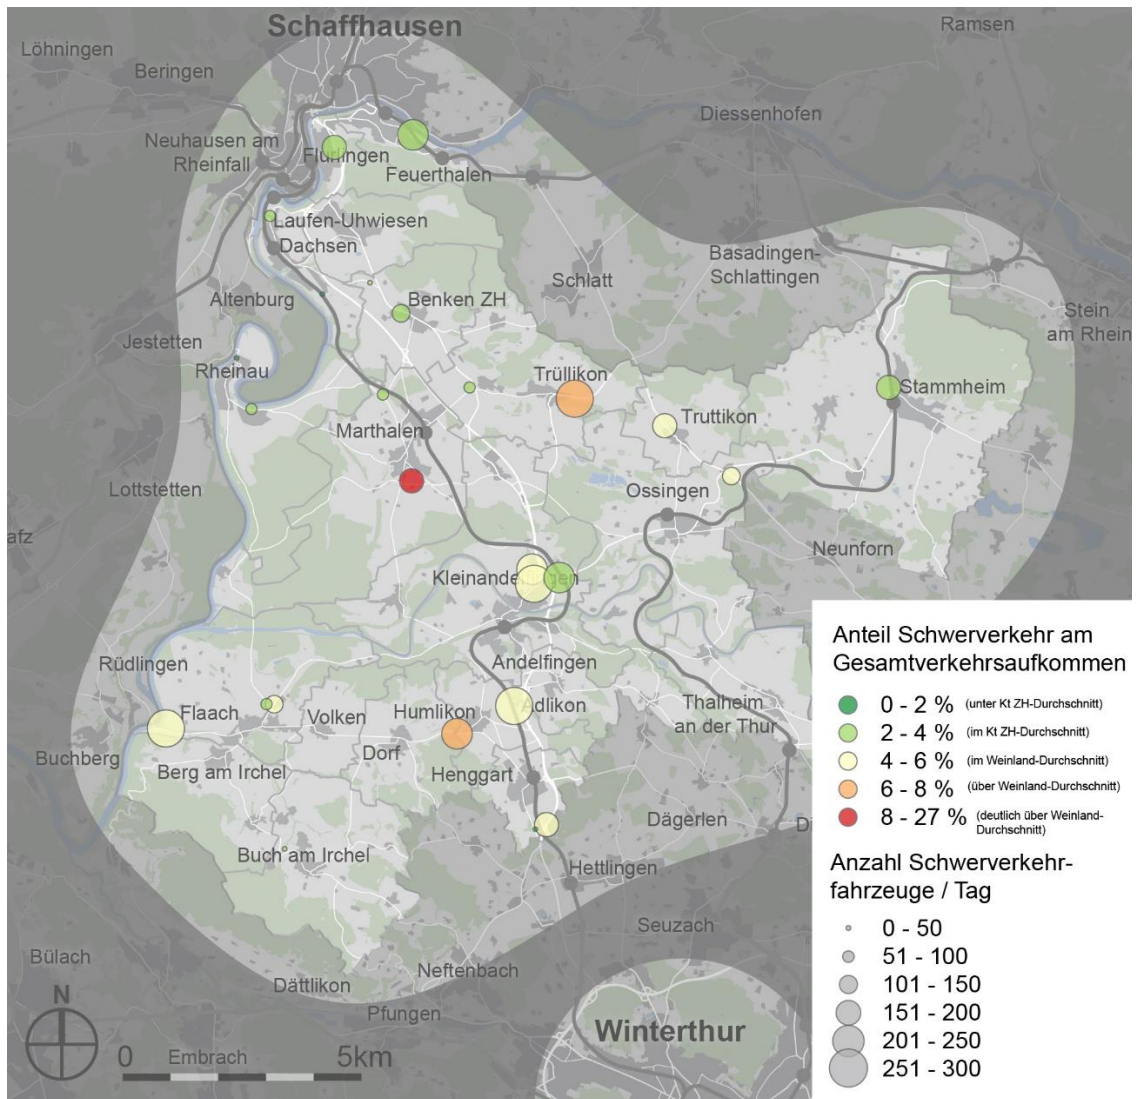 Schaffhausen
Ramsen
Löhningen
Beringen
Diessenhofen
Neuhausen am
Rheinfall
Flurlingen
Feuerthalen
Laufen-Uhwiesen
Dachsen
Basadingen-
Schlattingen
Schlatt
Altenburg
Benken ZH
Stein
am Rhein
Jestetten
Rheinau
Trüllikon
Stammheim
Truttikon
Marthalen
Lottstetten
Ossingen
afz
Neunforn
Kleinandelfingen
Rüdlingen
Andelfingen
Flaach
Volken
Humlikon
Adlikon
Thalheim
an der Thur
Buchberg
Dorf
Berg am Irchel
Henggart
Dägerlen
Di
Buch am Irchel
Hettlingen
Seuzach
Bülach
Neftenbach
Dättlikon
Pfungen
Winterthur
N
0 5km
Embrach
Anteil Schwerverkehr am
Gesamtverkehrsaufkommen
0 - 2 % (unter Kt ZH-Durchschnitt)
2 - 4 % (im Kt ZH-Durchschnitt)
4 - 6 % (im Weinland-Durchschnitt)
6 - 8 % (über Weinland-Durchschnitt)
8 - 27 % (deutlich über Weinland-
Durchschnitt)
Anzahl Schwerverkehr-
fahrzeuge / Tag
0 - 50
51 - 100
101 - 150
151 - 200
201 - 250
251 - 300